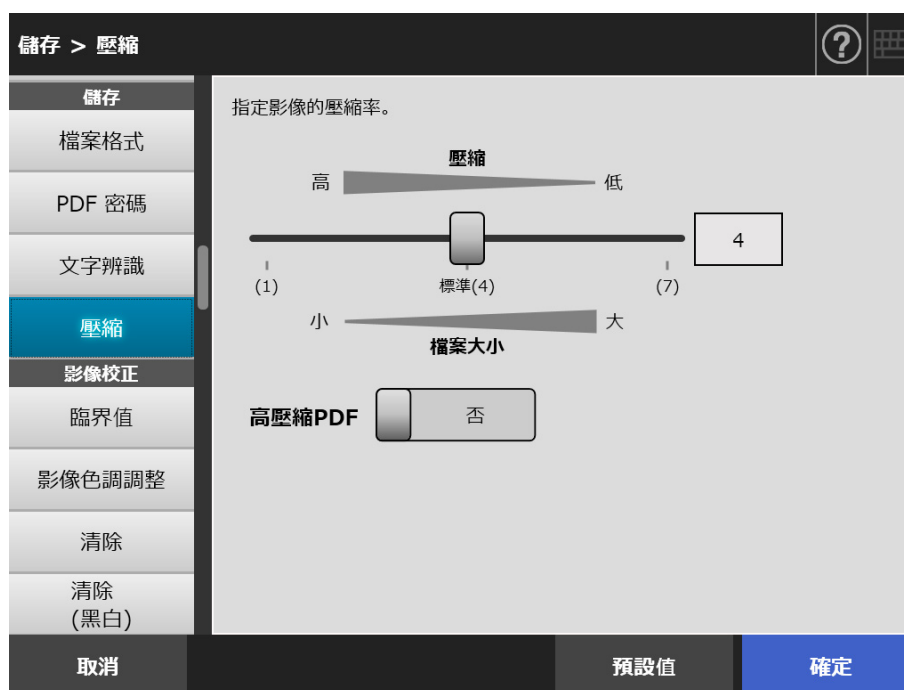 儲存 > 壓縮
?
儲存
檔案格式
PDF 密碼
文字辨識
壓縮
影像校正
臨界值
影像色調調整
清除
清除
(黑白)
指定影像的壓縮率。
壓縮
高 低
4
(1) 標準(4) (7)
小 大
檔案大小
高壓縮PDF 否
取消 預設值 確定